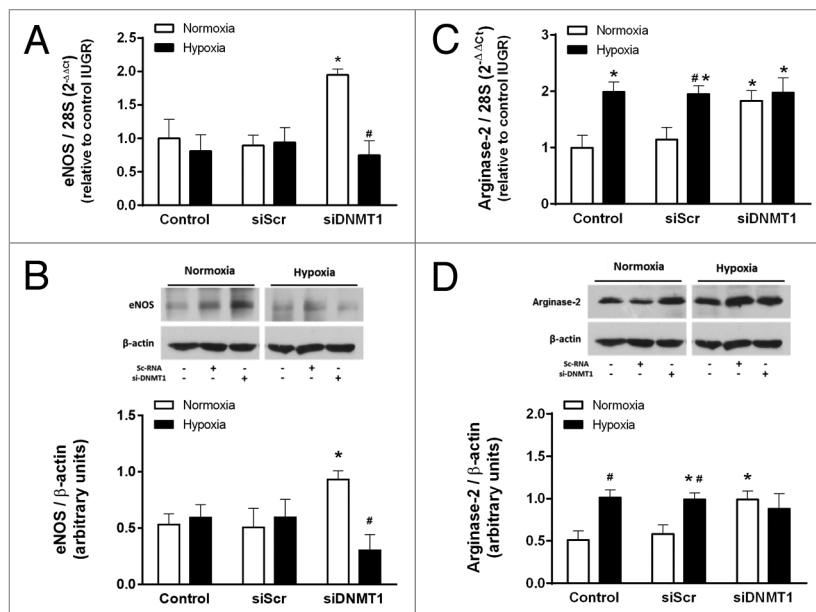 A
eNOS / 28S (2-ΔΔCt)
(relative to control IUGR)
Normoxia
Hypoxia
2.5
2.0
1.5
1.0
0.5
0.0
*
#
Control
siScr
siDNMT1
C
Arginase-2 / 28S (2-ΔΔCt)
(relative to control IUGR)
Normoxia
Hypoxia
3
2
1
0
*
# *
*
*
Control
siScr
siDNMT1
B
Normoxia
Hypoxia
eNOS
β-actin
Sc-RNA - + - - + -
si-DNMT1 - - + - - +
eNOS / β-actin
(arbitrary units)
Normoxia
Hypoxia
1.5
1.0
0.5
0.0
*
#
Control
siScr
siDNMT1
D
Normoxia
Hypoxia
Arginase-2
β-actin
Sc-RNA - + - - + -
si-DNMT1 - - + - - +
Arginase-2 / β-actin
(arbitrary units)
Normoxia
Hypoxia
1.5
1.0
0.5
0.0
#
* #
*
Control
siScr
siDNMT1